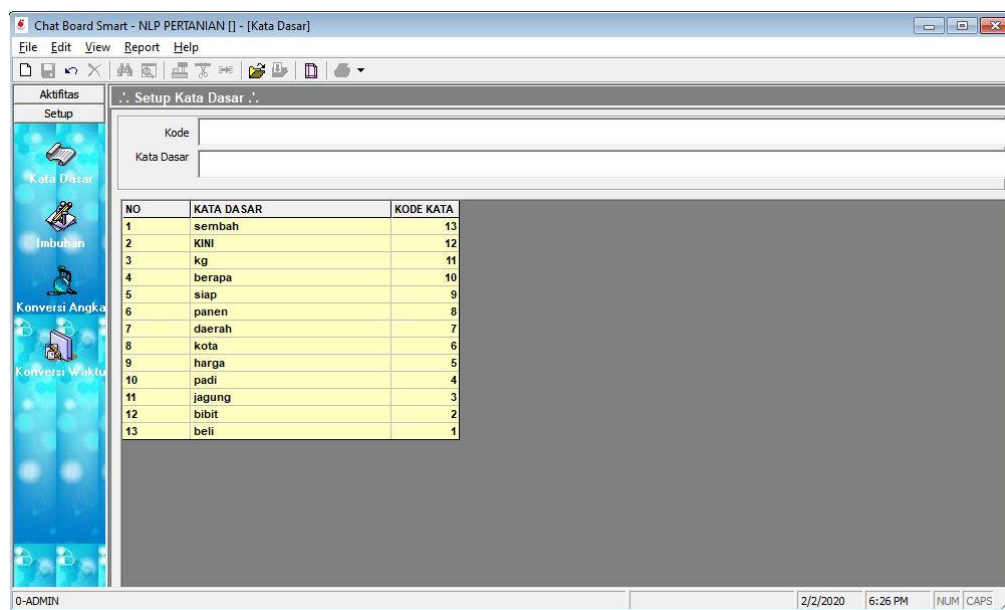 Chat Board Smart - NLP PERTANIAN [] - [Kata Dasar]
File Edit View Report Help
Aktifitas
Setup
Kata Dasar
Imbuhan
Konversi Angka
Konversi Waktu
.:. Setup Kata Dasar .:.
Kode
Kata Dasar
NO KATA DASAR KODE KATA
1 sembah 13
2 KINI 12
3 kg 11
4 berapa 10
5 siap 9
6 panen 8
7 daerah 7
8 kota 6
9 harga 5
10 padi 4
11 jagung 3
12 bibit 2
13 beli 1
0-ADMIN 2/2/2020 6:26 PM NUM CAPS